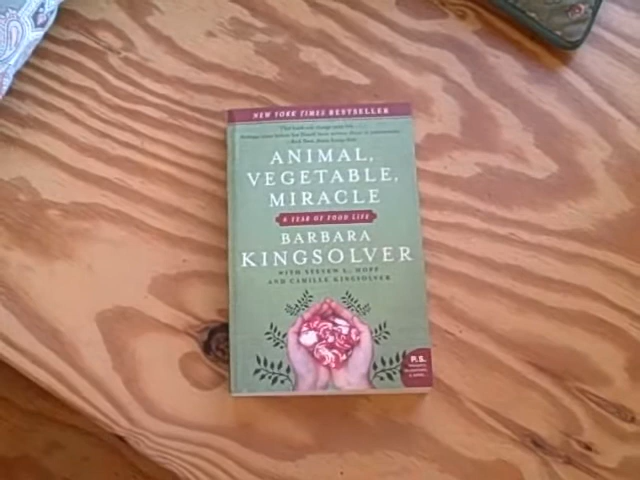 NEW YORK TIMES BESTSELLER
ANIMAL,
VEGETABLE,
MIRACLE
A YEAR OF FOOD LIFE
BARBARA
KINGSOLVER
WITH STEVEN L. HOPP
AND CAMILLE KINGSOLVER
P.S.